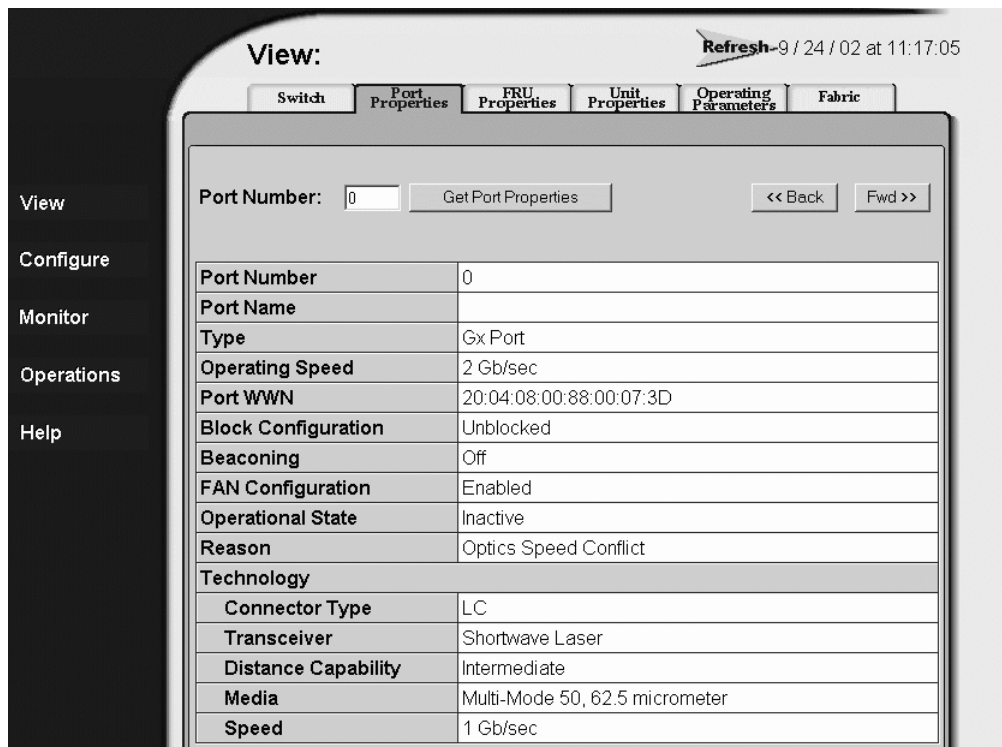 View:
Refresh-9 / 24 / 02 at 11:17:05
Switch
Port Properties
FRU Properties
Unit Properties
Operating Parameters
Fabric
View
Configure
Monitor
Operations
Help
Port Number: 0 Get Port Properties << Back Fwd >>
Port Number 0
Port Name
Type Gx Port
Operating Speed 2 Gb/sec
Port WWN 20:04:08:00:88:00:07:3D
Block Configuration Unblocked
Beaconing Off
FAN Configuration Enabled
Operational State Inactive
Reason Optics Speed Conflict
Technology
Connector Type LC
Transceiver Shortwave Laser
Distance Capability Intermediate
Media Multi-Mode 50, 62.5 micrometer
Speed 1 Gb/sec